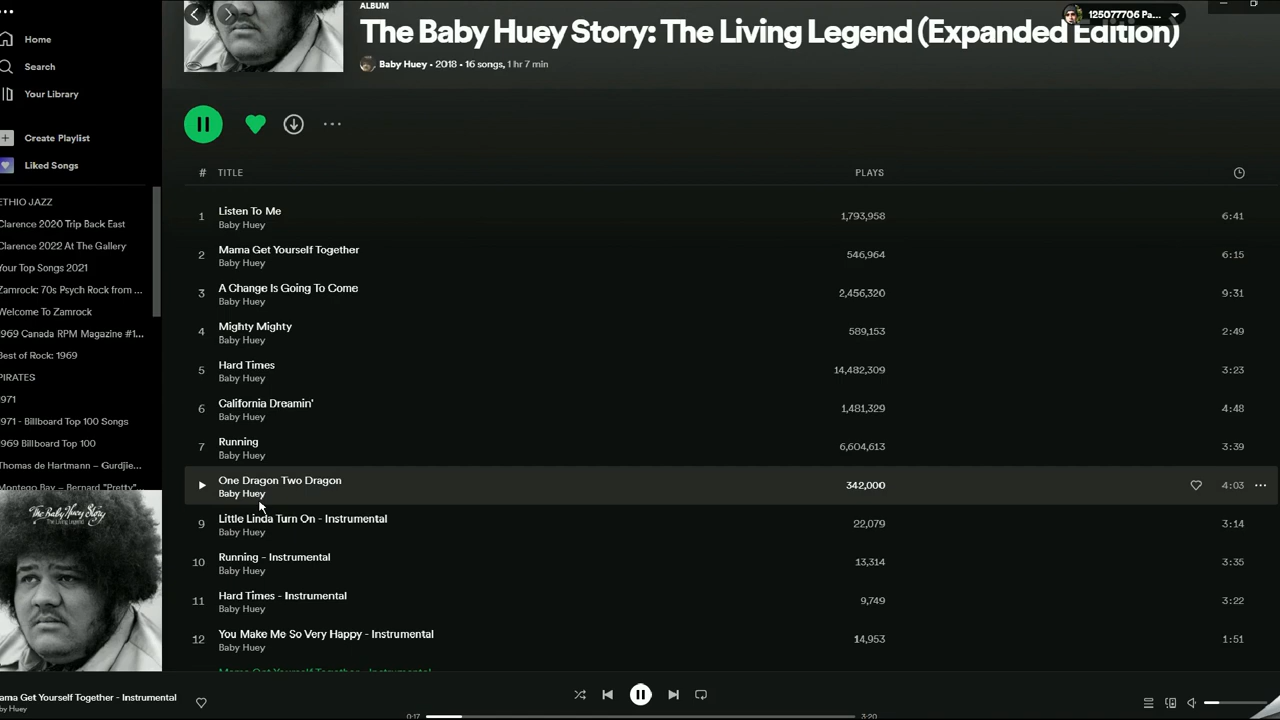 ALBUM
The Baby Huey Story: The Living Legend (Expanded Edition)
125077706 Pa...
Baby Huey • 2018 • 16 songs, 1 hr 7 min
Home
Search
Your Library
Create Playlist
Liked Songs
ETHIO JAZZ
Clarence 2020 Trip Back East
Clarence 2022 At The Gallery
Your Top Songs 2021
Zamrock: 70s Psych Rock from ...
Welcome To Zamrock
1969 Canada RPM Magazine #1...
Best of Rock: 1969
PIRATES
1971
1971 - Billboard Top 100 Songs
1969 Billboard Top 100
Thomas de Hartmann – Gurdjie...
Montego Bay – Bernard "Pretty"...
The Baby Huey Story
The Living Legend
# TITLE PLAYS
1 Listen To Me 1,793,958 6:41
Baby Huey
2 Mama Get Yourself Together 546,964 6:15
Baby Huey
3 A Change Is Going To Come 2,456,320 9:31
Baby Huey
4 Mighty Mighty 589,153 2:49
Baby Huey
5 Hard Times 14,482,309 3:23
Baby Huey
6 California Dreamin' 1,481,329 4:48
Baby Huey
7 Running 6,604,613 3:39
Baby Huey
One Dragon Two Dragon 342,000 4:03
Baby Huey
9 Little Linda Turn On - Instrumental 22,079 3:14
Baby Huey
10 Running - Instrumental 13,314 3:35
Baby Huey
11 Hard Times - Instrumental 9,749 3:22
Baby Huey
12 You Make Me So Very Happy - Instrumental 14,953 1:51
Baby Huey
Mama Get Yourself Together - Instrumental
ama Get Yourself Together - Instrumental
by Huey
0:17 3:20